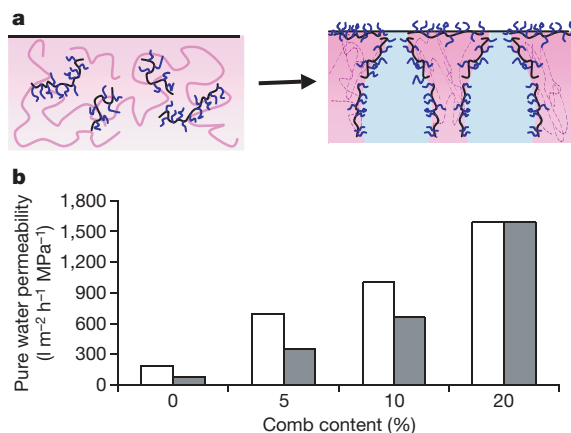 a
b
Pure water permeability
(l m⁻² h⁻¹ MPa⁻¹)
1,800
1,500
1,200
900
600
300
0
0 5 10 20
Comb content (%)